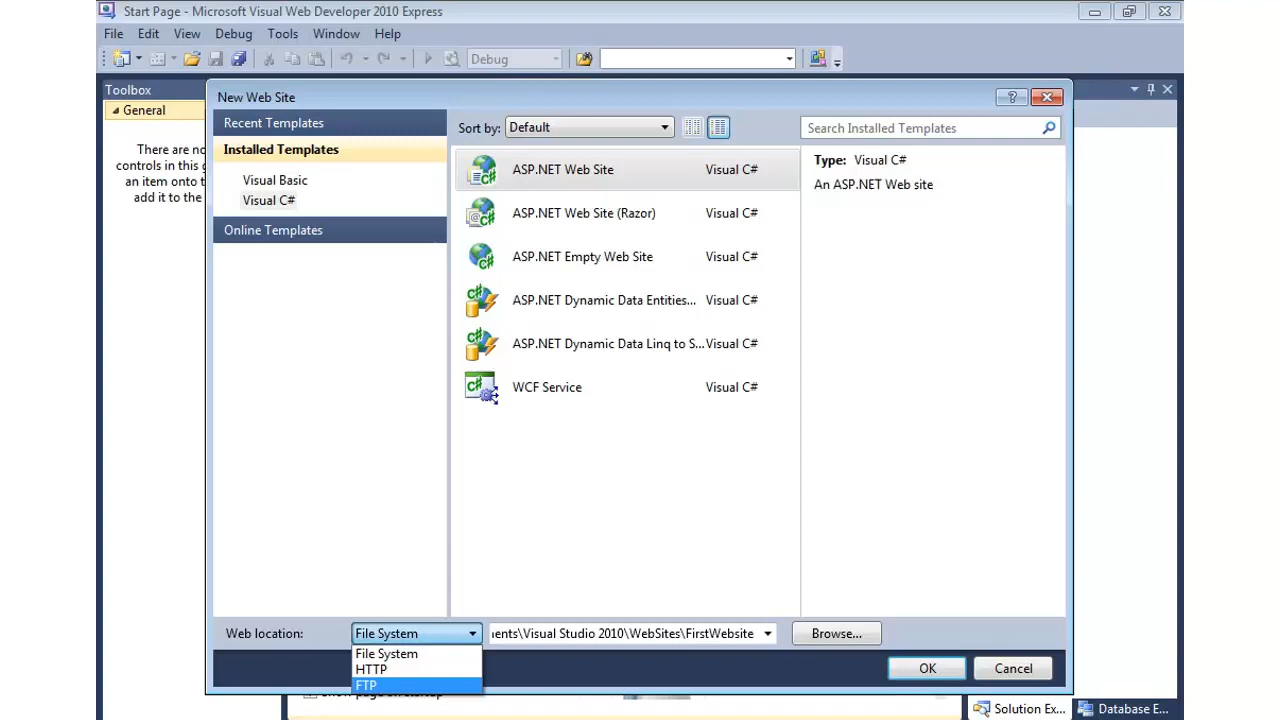 Start Page - Microsoft Visual Web Developer 2010 Express
File Edit View Debug Tools Window Help
Debug
Toolbox
General
There are no
controls in this g
an item onto t
add it to the
New Web Site
Recent Templates
Installed Templates
Visual Basic
Visual C#
Online Templates
Sort by: Default
Search Installed Templates
ASP.NET Web Site Visual C#
ASP.NET Web Site (Razor) Visual C#
ASP.NET Empty Web Site Visual C#
ASP.NET Dynamic Data Entities... Visual C#
ASP.NET Dynamic Data Linq to S... Visual C#
WCF Service Visual C#
Type: Visual C#
An ASP.NET Web site
Web location: File System ents\Visual Studio 2010\WebSites\FirstWebsite Browse...
File System
HTTP
FTP
OK Cancel
Solution Ex... Database E...